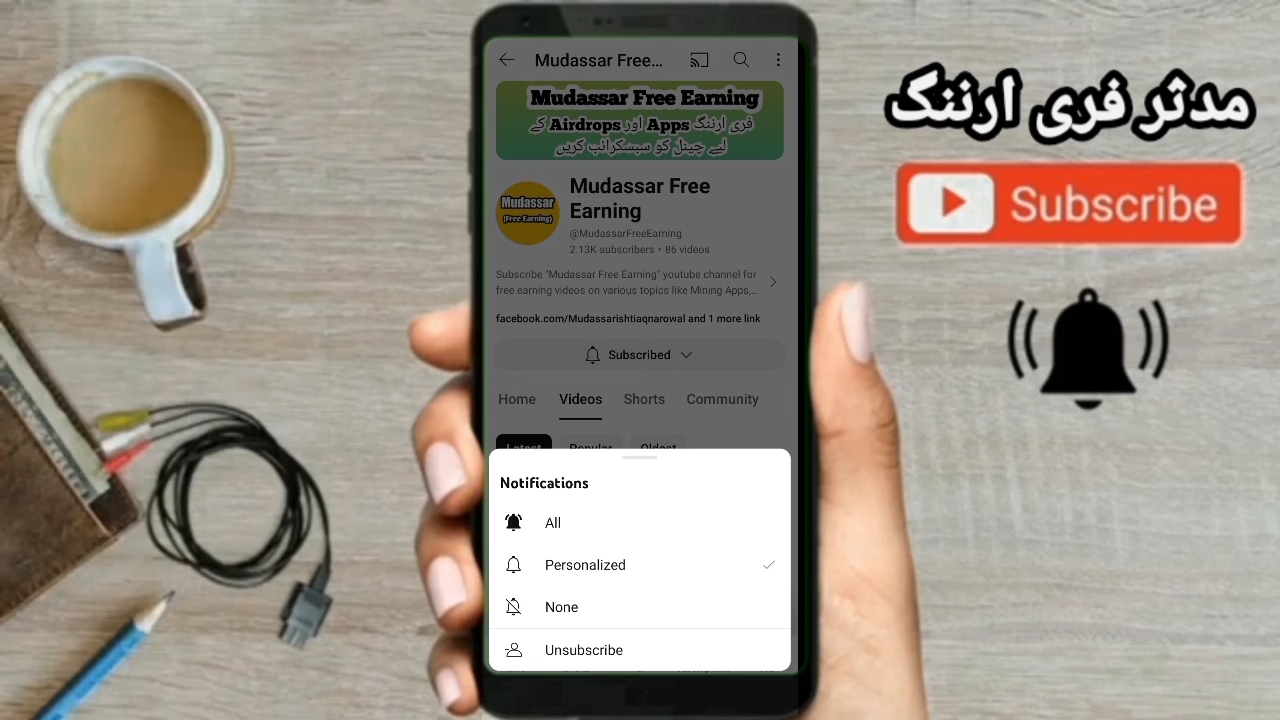 Mudassar Free...
Mudassar Free Earning
فری ارننگ Apps اور Airdrops کے
لیے چینل کو سبسکرائب کریں
Mudassar
(Free Earning)
Mudassar Free
Earning
@MudassarFreeEarning
2.13K subscribers • 86 videos
Subscribe "Mudassar Free Earning" youtube channel for
free earning videos on various topics like Mining Apps,...
facebook.com/Mudassarishtiaqnarowal and 1 more link
Subscribed
Home Videos Shorts Community
Latest Popular Oldest
Notifications
All
Personalized
None
Unsubscribe
مدثر فری ارننگ
Subscribe